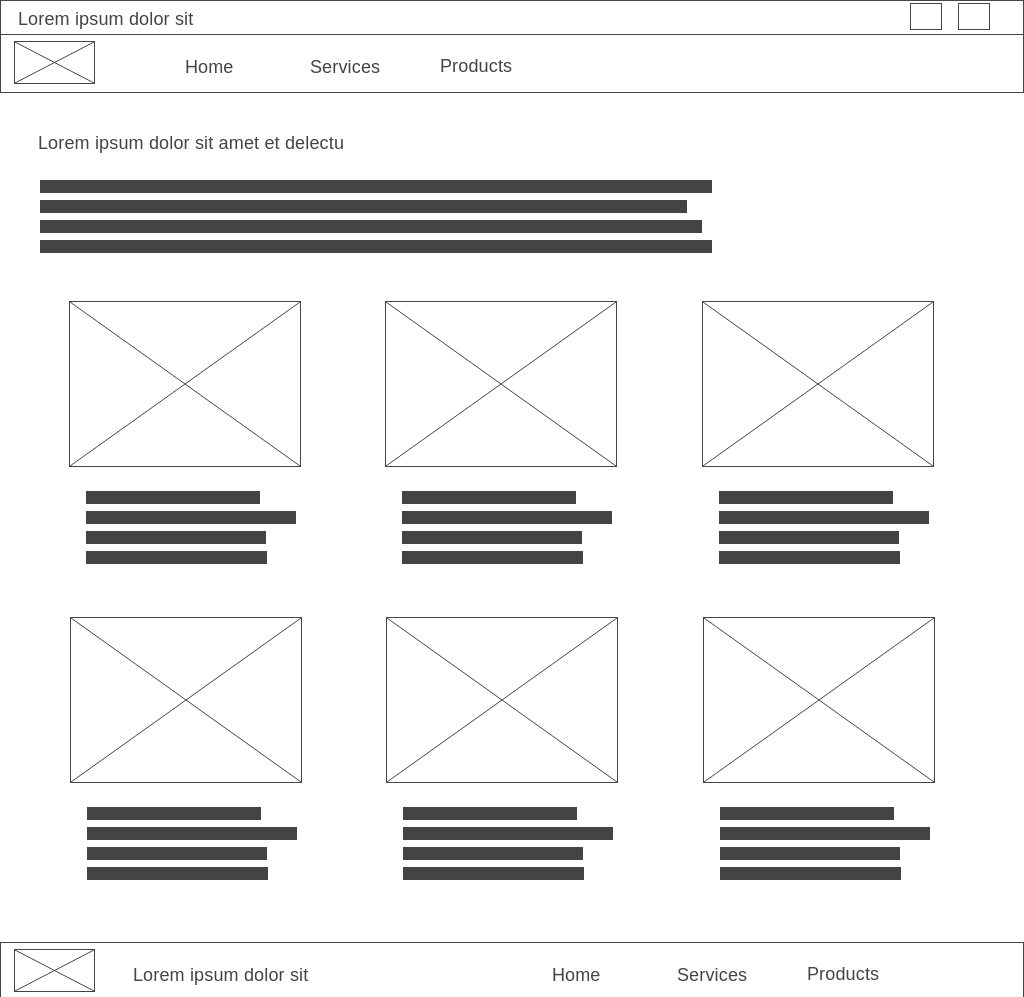 Lorem ipsum dolor sit
Home Services Products
Lorem ipsum dolor sit amet et delectu
Lorem ipsum dolor sit Home Services Products